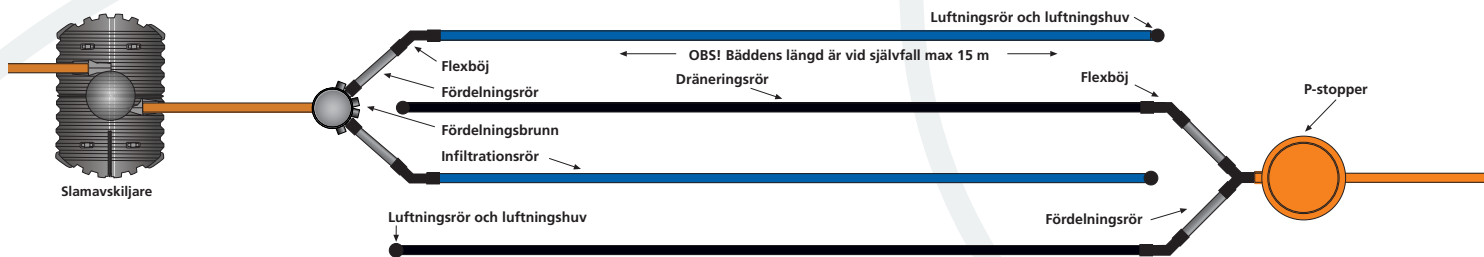 Luftningsrör och luftningshuv
OBS! Bäddens längd är vid självfall max 15 m
Flexböj
Dräneringsrör
Flexböj
Fördelningsrör
P-stopper
Fördelningsbrunn
Infiltrationsrör
Slamavskiljare
Luftningsrör och luftningshuv
Fördelningsrör